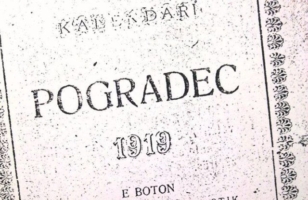 KALENDARI
POGRADEC
1919
E BOTON